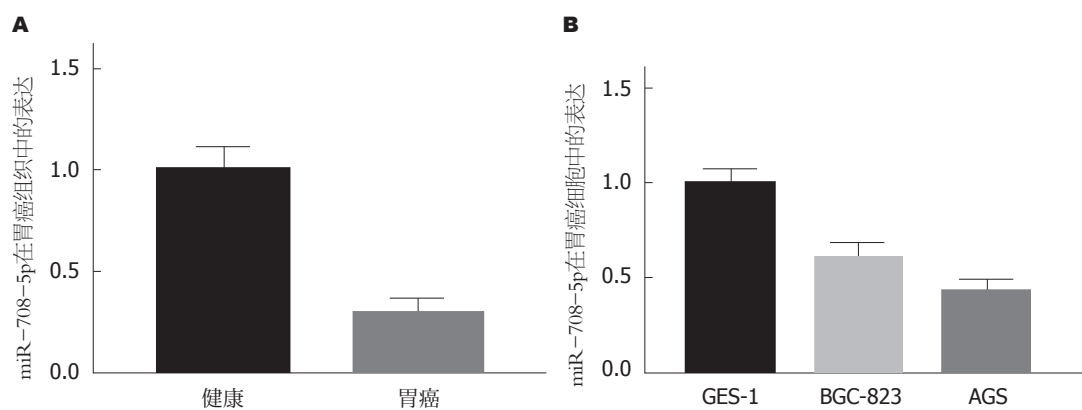 A
miR-708-5p在胃癌组织中的表达
1.5
1.0
0.5
0.0
健康
胃癌
B
miR-708-5p在胃癌细胞中的表达
1.5
1.0
0.5
0.0
GES-1
BGC-823
AGS